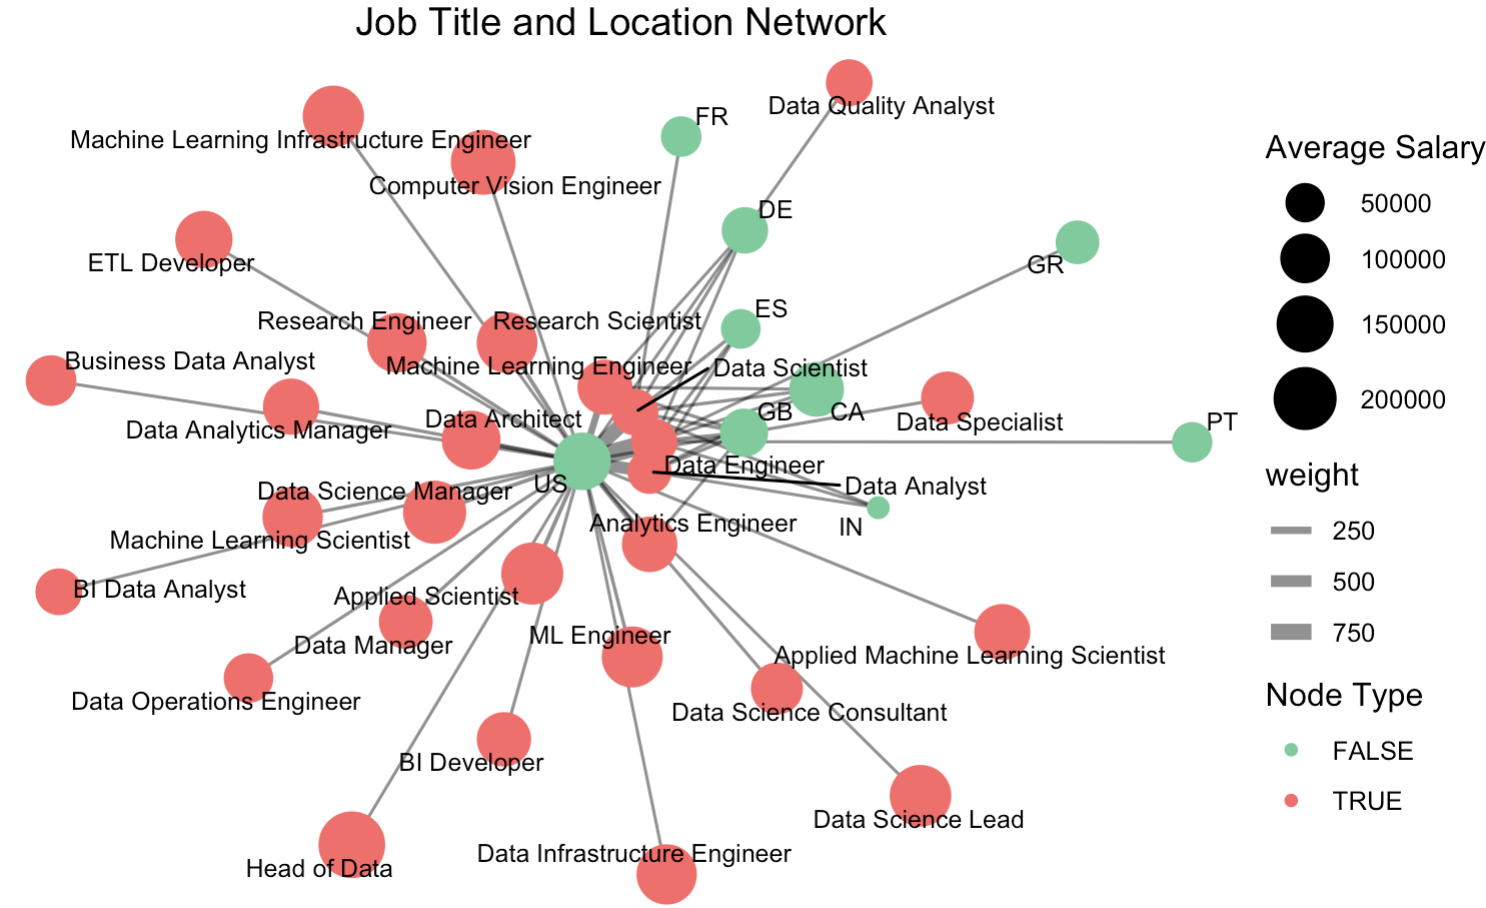 Job Title and Location Network
Data Quality Analyst
FR
Machine Learning Infrastructure Engineer
Computer Vision Engineer
DE
ETL Developer
GR
ES
Research Engineer
Research Scientist
Business Data Analyst
Machine Learning Engineer
Data Scientist
GB
CA
Data Architect
Data Specialist
PT
Data Analytics Manager
Data Engineer
US
Data Analyst
Data Science Manager
Analytics Engineer
IN
Machine Learning Scientist
BI Data Analyst
Applied Scientist
ML Engineer
Data Manager
Applied Machine Learning Scientist
Data Operations Engineer
Data Science Consultant
BI Developer
Data Science Lead
Data Infrastructure Engineer
Head of Data
Average Salary
50000
100000
150000
200000
weight
250
500
750
Node Type
FALSE
TRUE